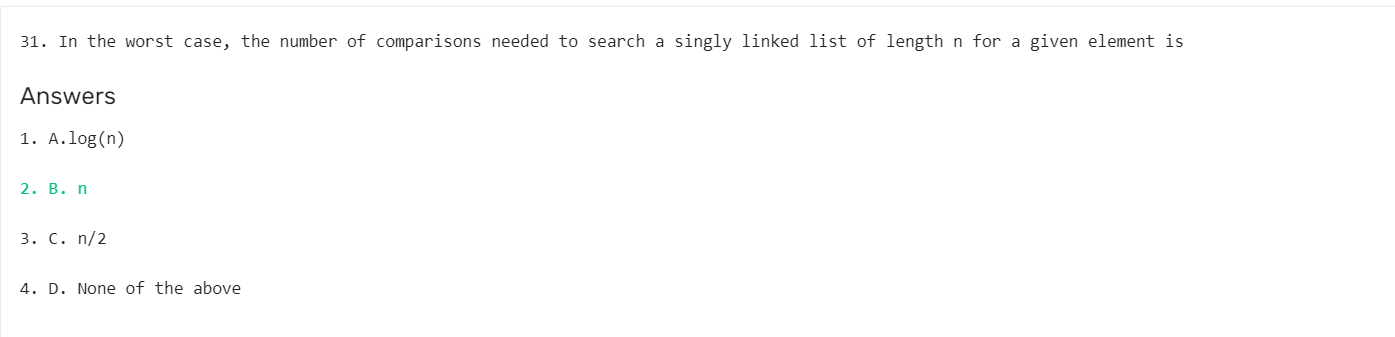 31. In the worst case, the number of comparisons needed to search a singly linked list of length n for a given element is
Answers
1. A.log(n)
2. B. n
3. C. n/2
4. D. None of the above